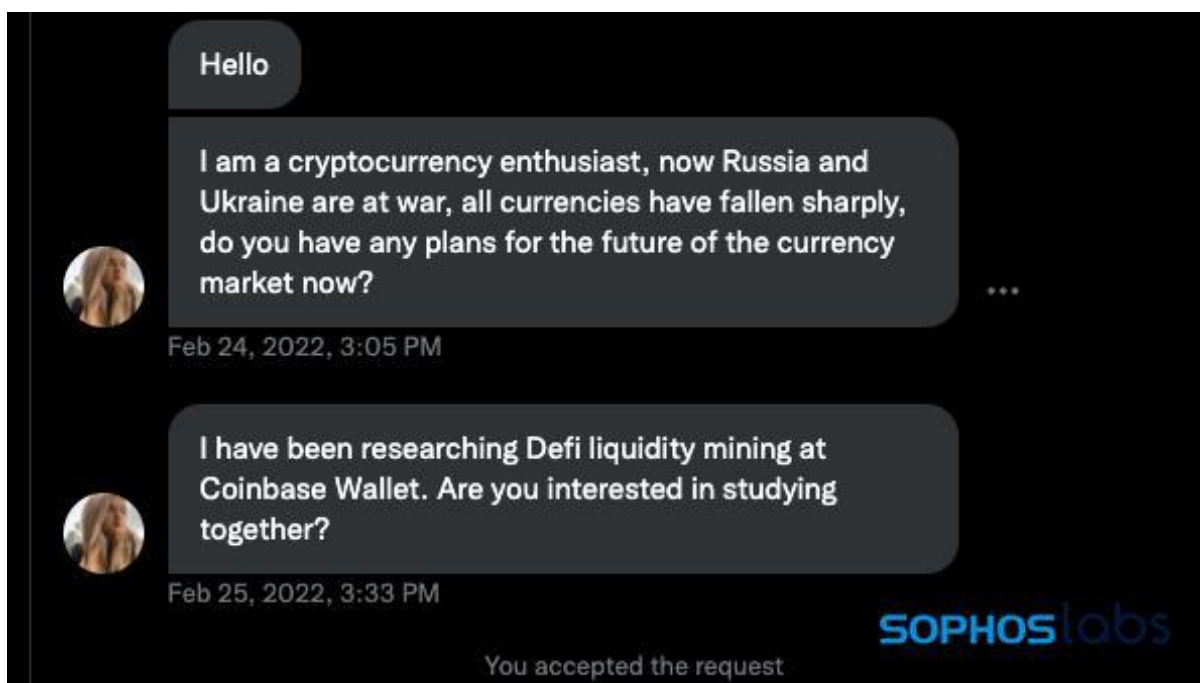 Hello
I am a cryptocurrency enthusiast, now Russia and
Ukraine are at war, all currencies have fallen sharply,
do you have any plans for the future of the currency
market now?
Feb 24, 2022, 3:05 PM
I have been researching Defi liquidity mining at
Coinbase Wallet. Are you interested in studying
together?
Feb 25, 2022, 3:33 PM
SOPHOSlabs
You accepted the request